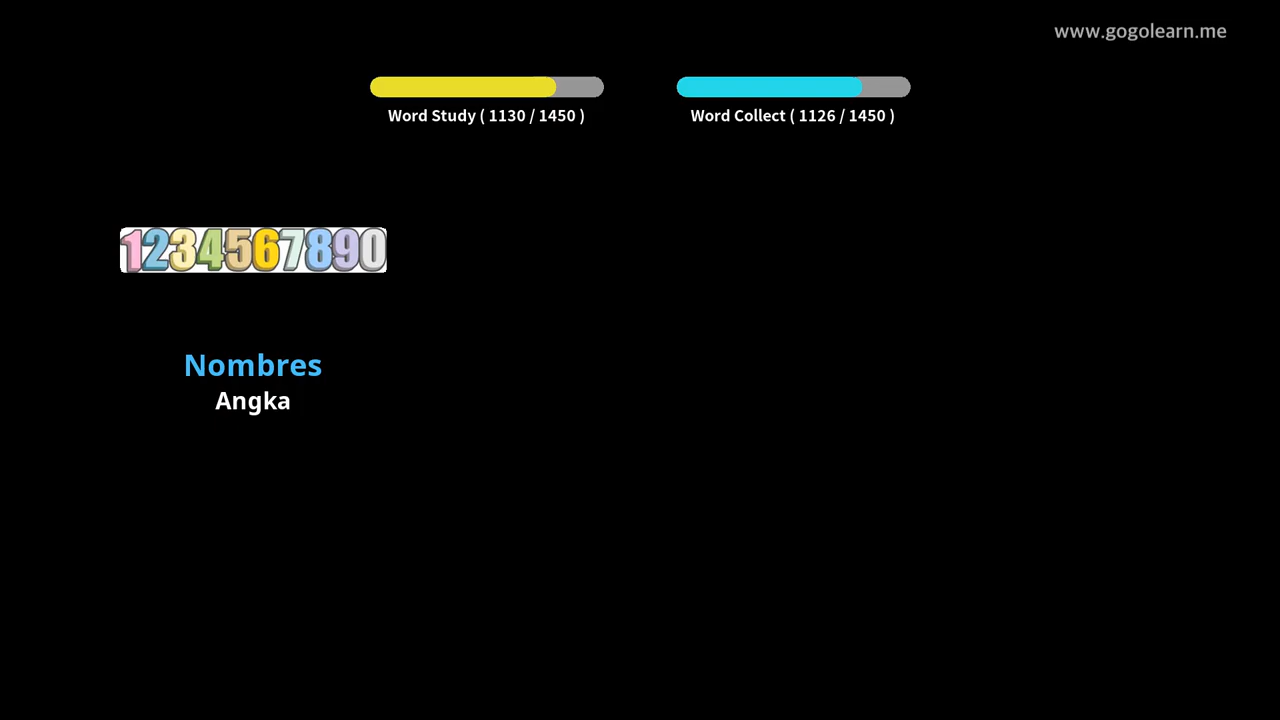 www.gogolearn.me
Word Study ( 1130 / 1450 )
Word Collect ( 1126 / 1450 )
1234567890
Nombres
Angka